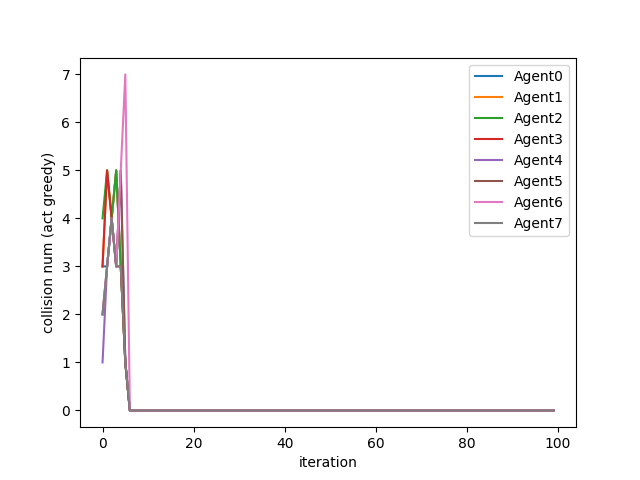 collision num (act greedy)
7
6
5
4
3
2
1
0
0 20 40 60 80 100
iteration
Agent0
Agent1
Agent2
Agent3
Agent4
Agent5
Agent6
Agent7